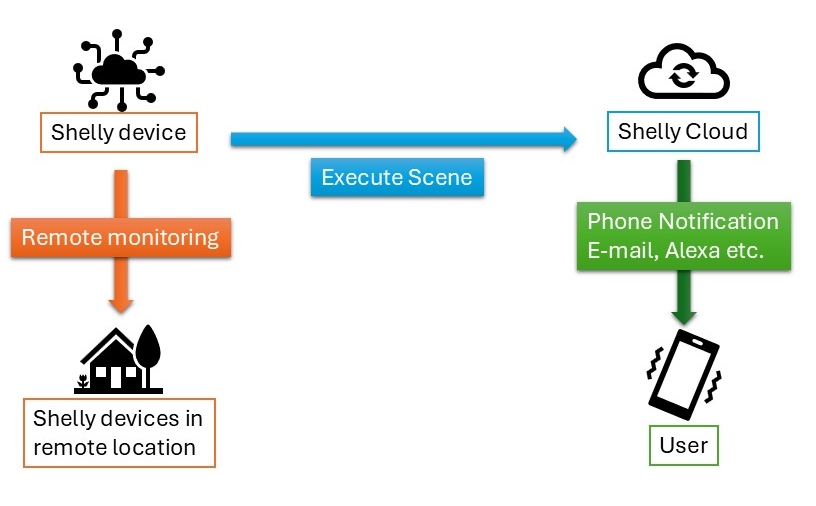 Shelly device
Shelly Cloud
Execute Scene
Remote monitoring
Phone Notification
E-mail, Alexa etc.
Shelly devices in
remote location
User